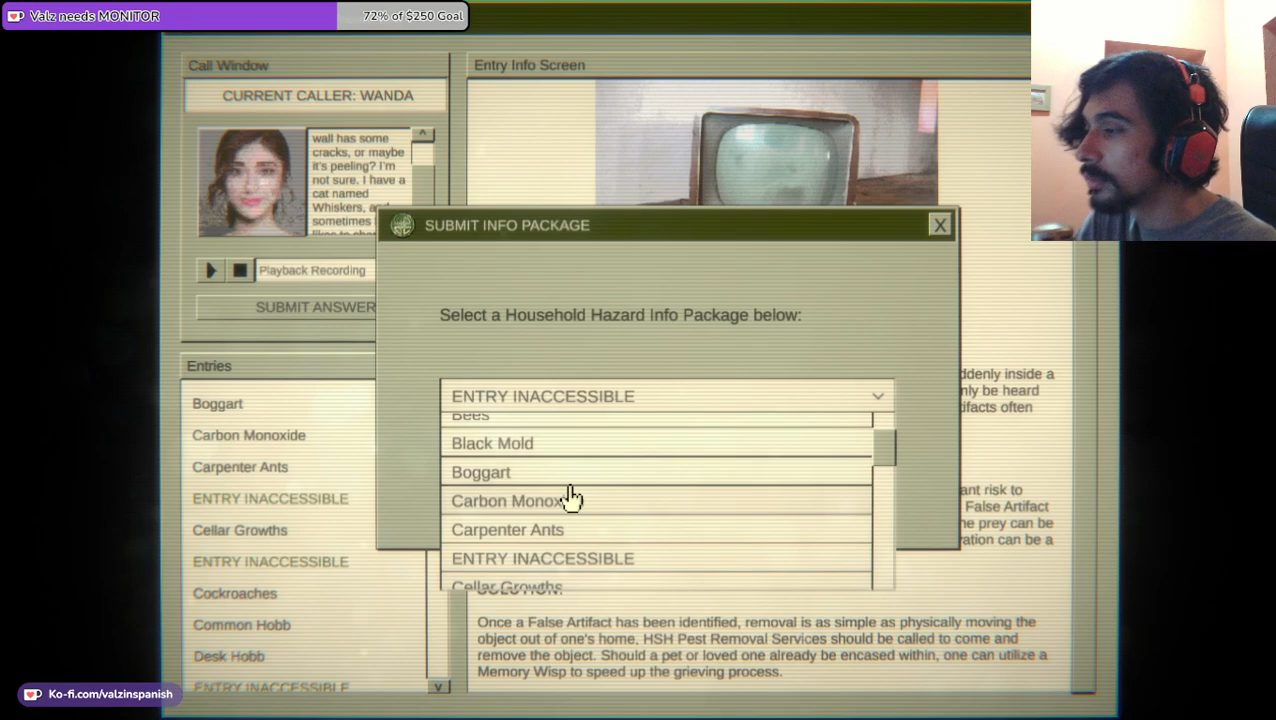 Valz needs MONITOR
72% of $250 Goal
Call Window
CURRENT CALLER: WANDA
wall has some
cracks, or maybe
it's peeling? I'm
not sure. I have a
cat named
Whiskers, and
sometimes
Playback Recording
SUBMIT ANSWER
Entries
Boggart
Carbon Monoxide
Carpenter Ants
ENTRY INACCESSIBLE
Cellar Growths
ENTRY INACCESSIBLE
Cockroaches
Common Hobb
Desk Hobb
ENTRY INACCESSIBLE
Entry Info Screen
SUBMIT INFO PACKAGE
X
Select a Household Hazard Info Package below:
ENTRY INACCESSIBLE
Bees
Black Mold
Boggart
Carbon Monox
Carpenter Ants
ENTRY INACCESSIBLE
Cellar Growths
inside a
only be heard
often
risk to
False Artifact
prey can be
can be a
SOLUTION:
Once a False Artifact has been identified, removal is as simple as physically moving the
object out of one's home. HSH Pest Removal Services should be called to come and
remove the object. Should a pet or loved one already be encased within, one can utilize a
Memory Wisp to speed up the grieving process.
Ko-fi.com/valzinspanish